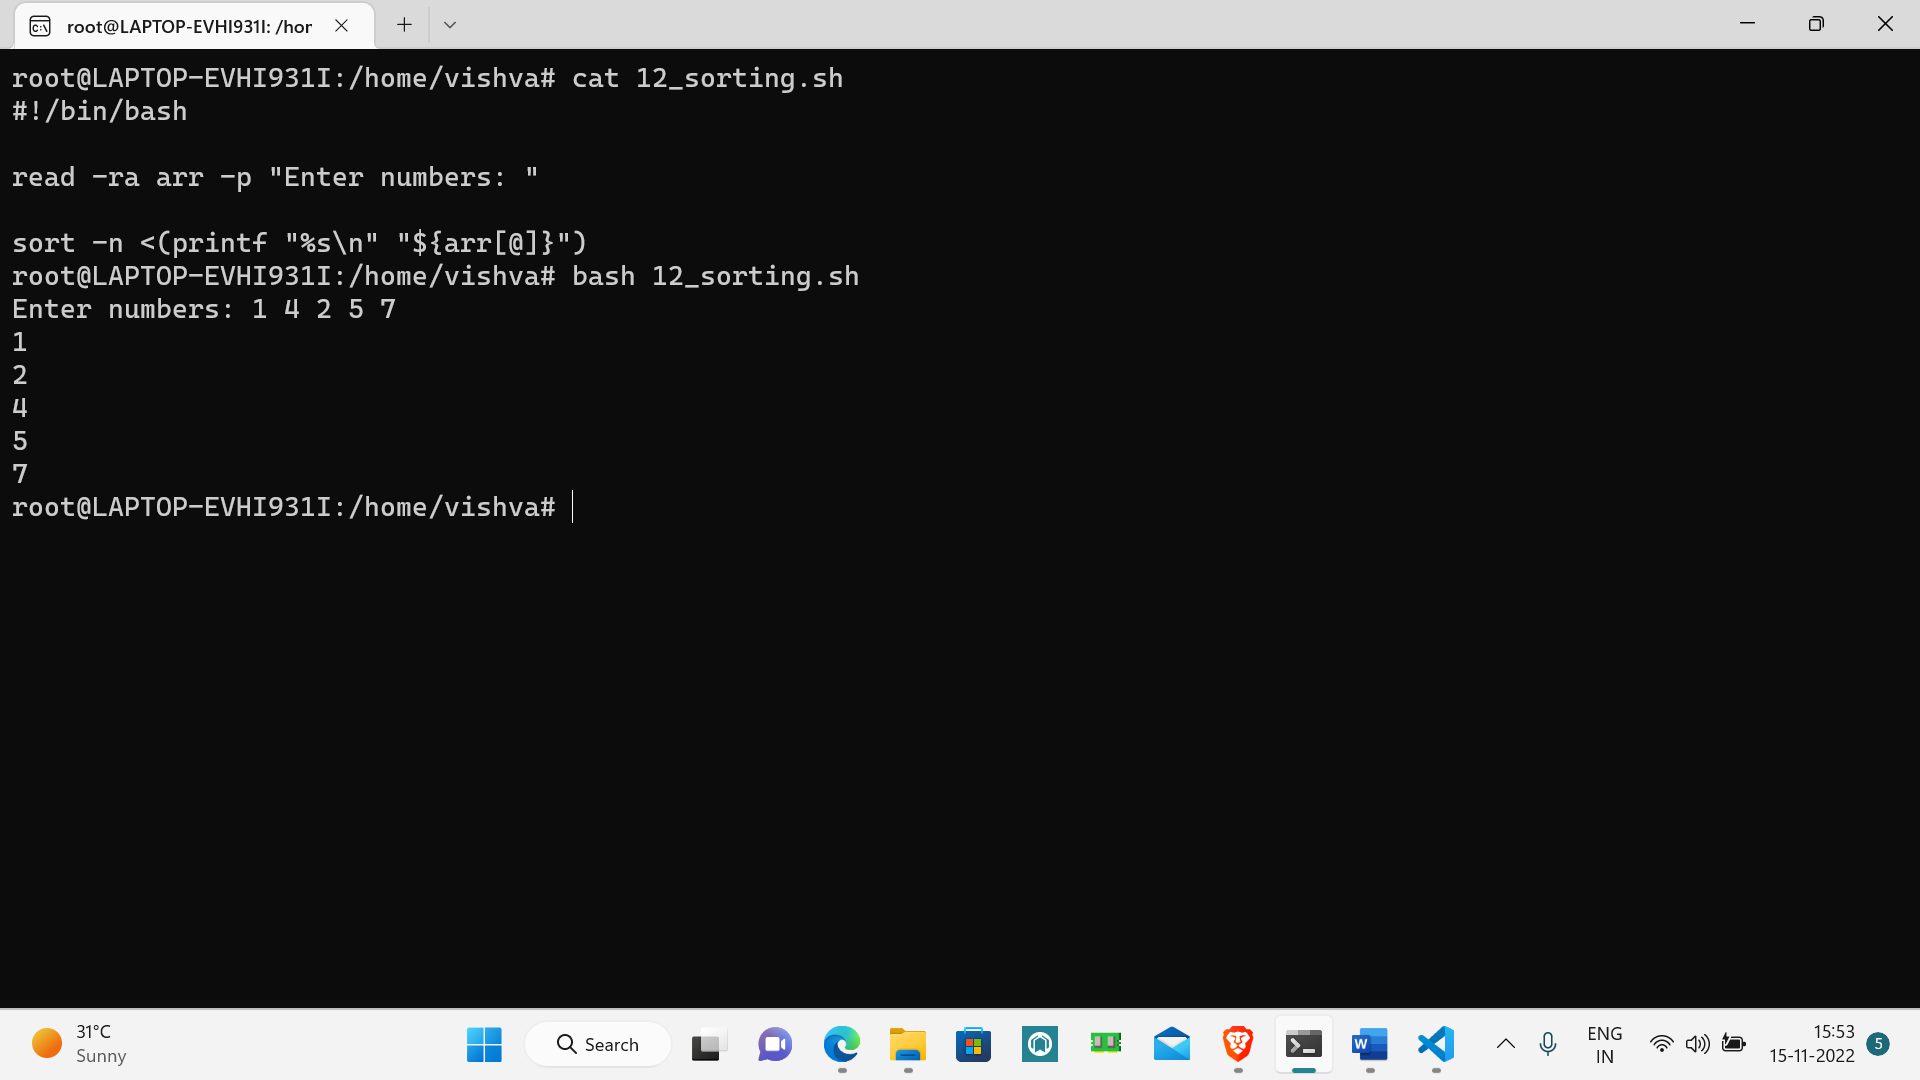 root@LAPTOP-EVHI931I: /hor
root@LAPTOP-EVHI931I:/home/vishva# cat 12_sorting.sh
#!/bin/bash
read -ra arr -p "Enter numbers: "
sort -n <(printf "%s\n" "${arr[@]}")
root@LAPTOP-EVHI931I:/home/vishva# bash 12_sorting.sh
Enter numbers: 1 4 2 5 7
1
2
4
5
7
root@LAPTOP-EVHI931I:/home/vishva#
31°C
Sunny
Search
ENG
IN
15:53
15-11-2022
5